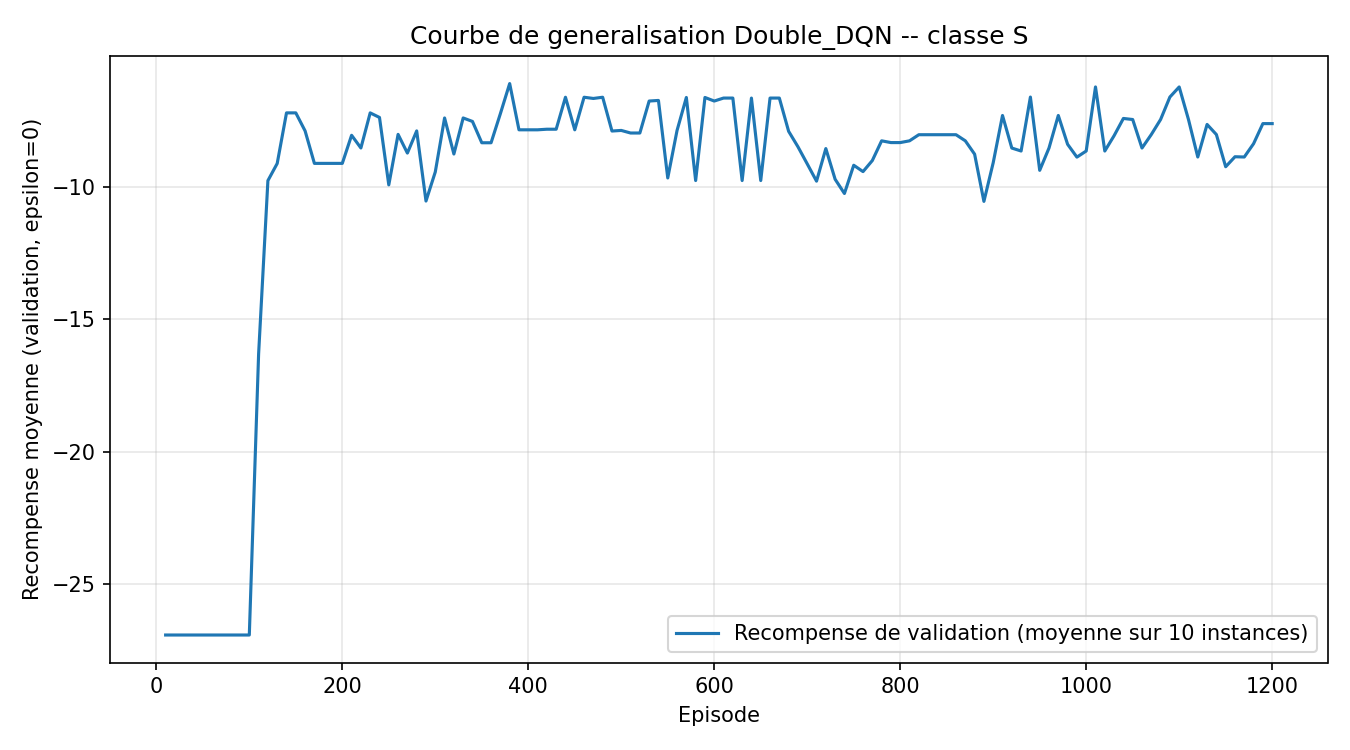 Courbe de generalisation Double_DQN -- classe S
Recompense moyenne (validation, epsilon=0)
−10
−15
−20
−25
Recompense de validation (moyenne sur 10 instances)
0
200
400
600
800
1000
1200
Episode